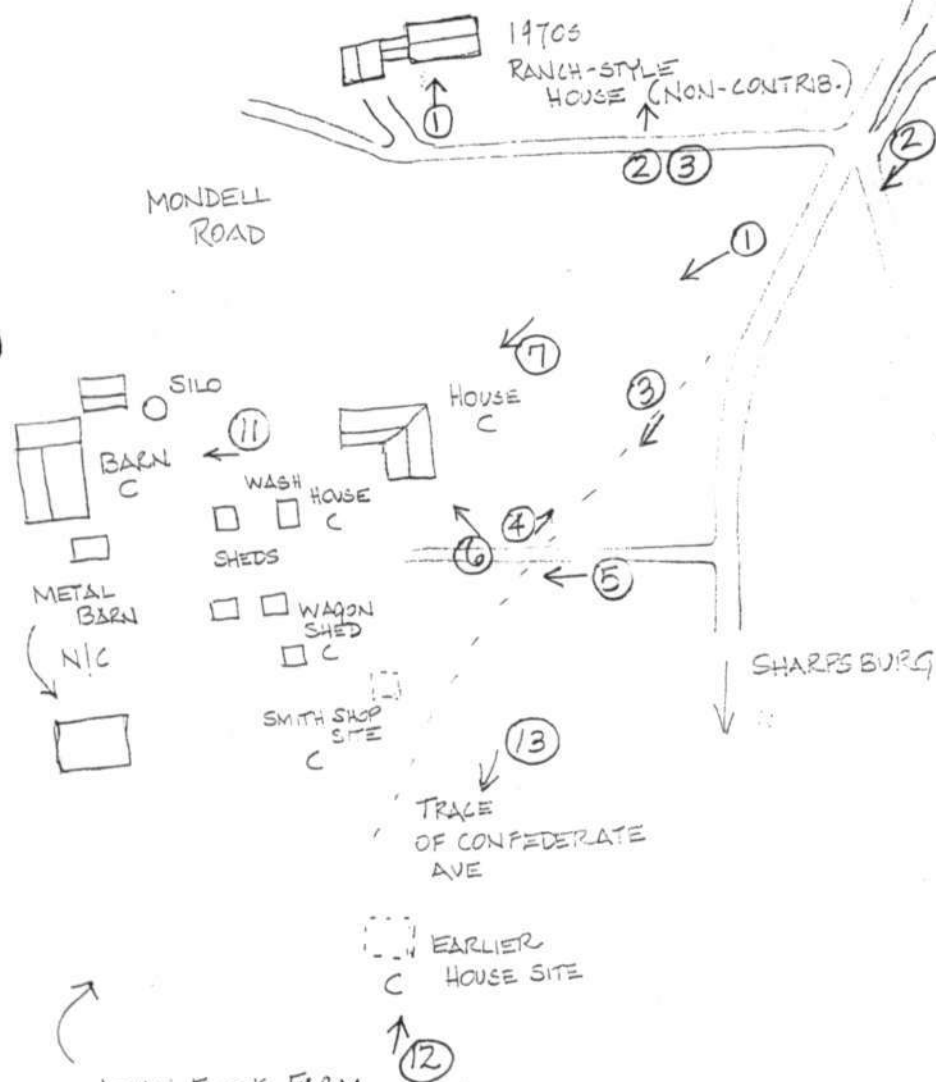 1970S
RANCH-STYLE
HOUSE (NON-CONTRIB.)
1
2
2 3
MONDELL
ROAD
1
7
3
SILO
HOUSE
C
11
BARN
C
WASH
HOUSE
C
4
6
SHEDS
5
METAL
BARN
N/C
WAGON
SHED
C
SHARPSBURG
SMITH SHOP
SITE
C
13
TRACE
OF CONFEDERATE
AVE
EARLIER
HOUSE SITE
C
12
FARM